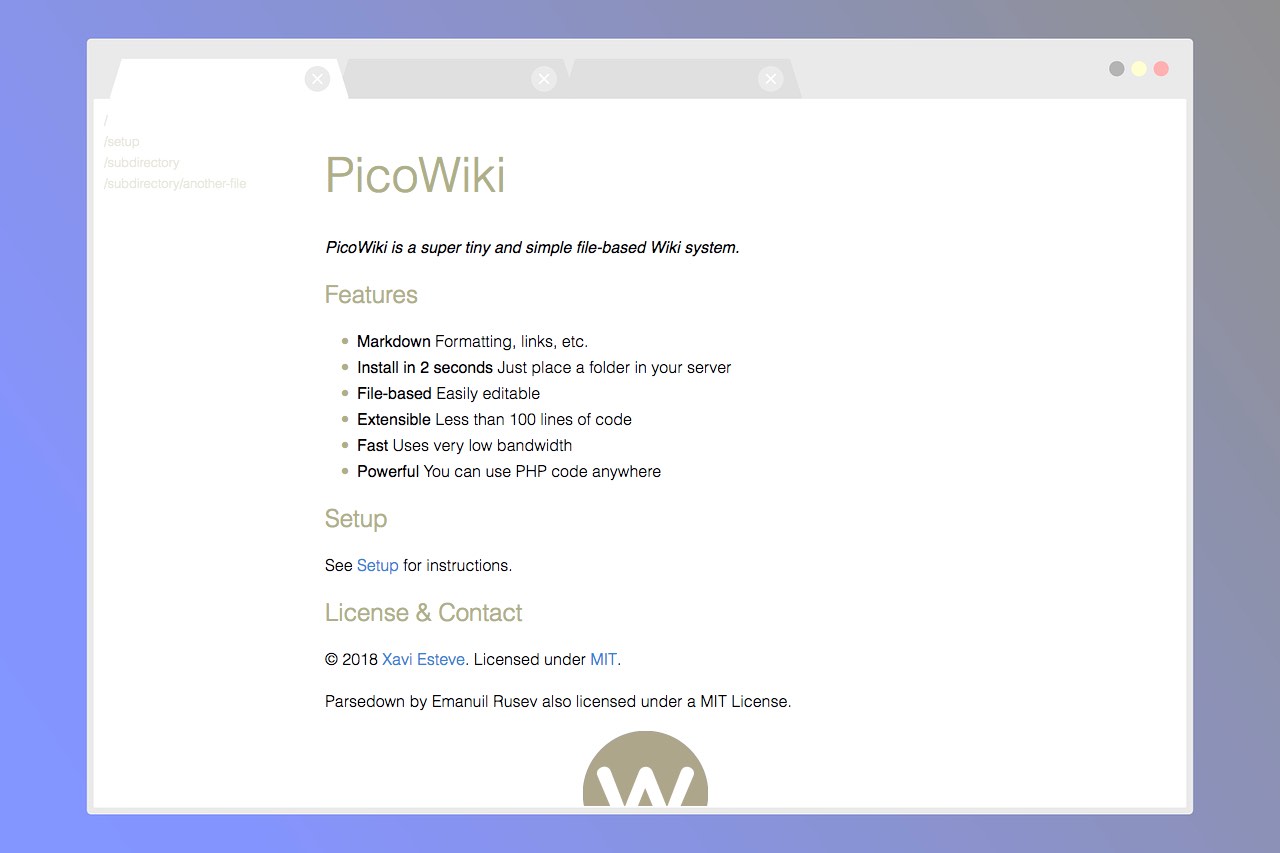 /
/setup
/subdirectory
/subdirectory/another-file
PicoWiki
PicoWiki is a super tiny and simple file-based Wiki system.
Features
Markdown Formatting, links, etc.
Install in 2 seconds Just place a folder in your server
File-based Easily editable
Extensible Less than 100 lines of code
Fast Uses very low bandwidth
Powerful You can use PHP code anywhere
Setup
See Setup for instructions.
License & Contact
© 2018 Xavi Esteve. Licensed under MIT.
Parsedown by Emanuil Rusev also licensed under a MIT License.
W